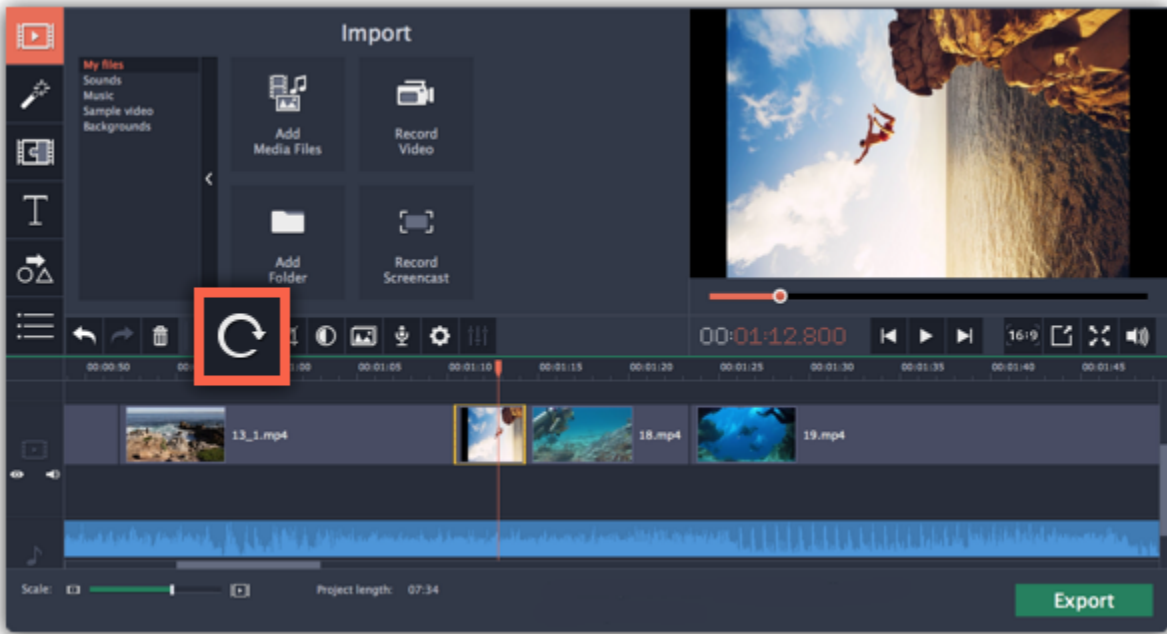 Import
My files
Sounds
Music
Sample video
Backgrounds
Add
Media Files
Record
Video
Add
Folder
Record
Screencast
T
00:01:12.800
16:9
00:00:50
00:01:05
00:01:10
00:01:15
00:01:20
00:01:25
00:01:30
00:01:35
00:01:40
00:01:45
13_1.mp4
18.mp4
19.mp4
Scale:
Project length: 07:34
Export